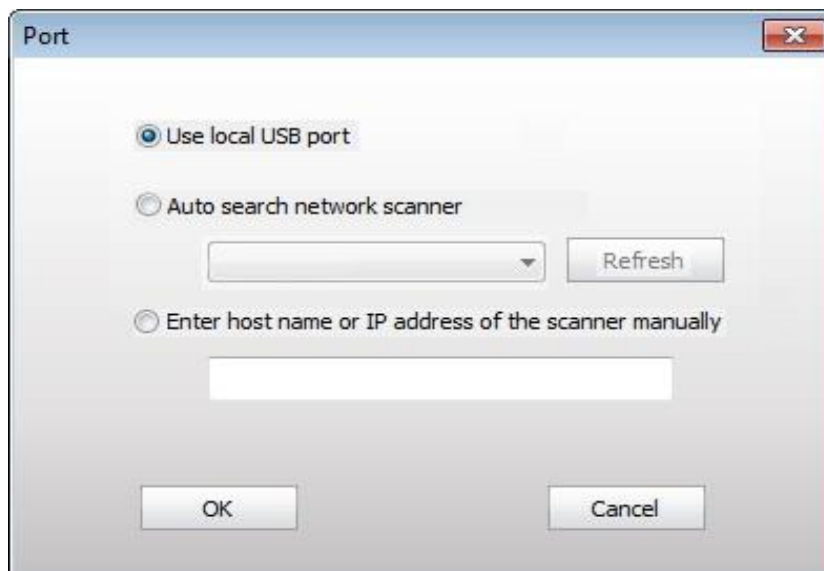 Port
Use local USB port
Auto search network scanner
Refresh
Enter host name or IP address of the scanner manually
OK
Cancel